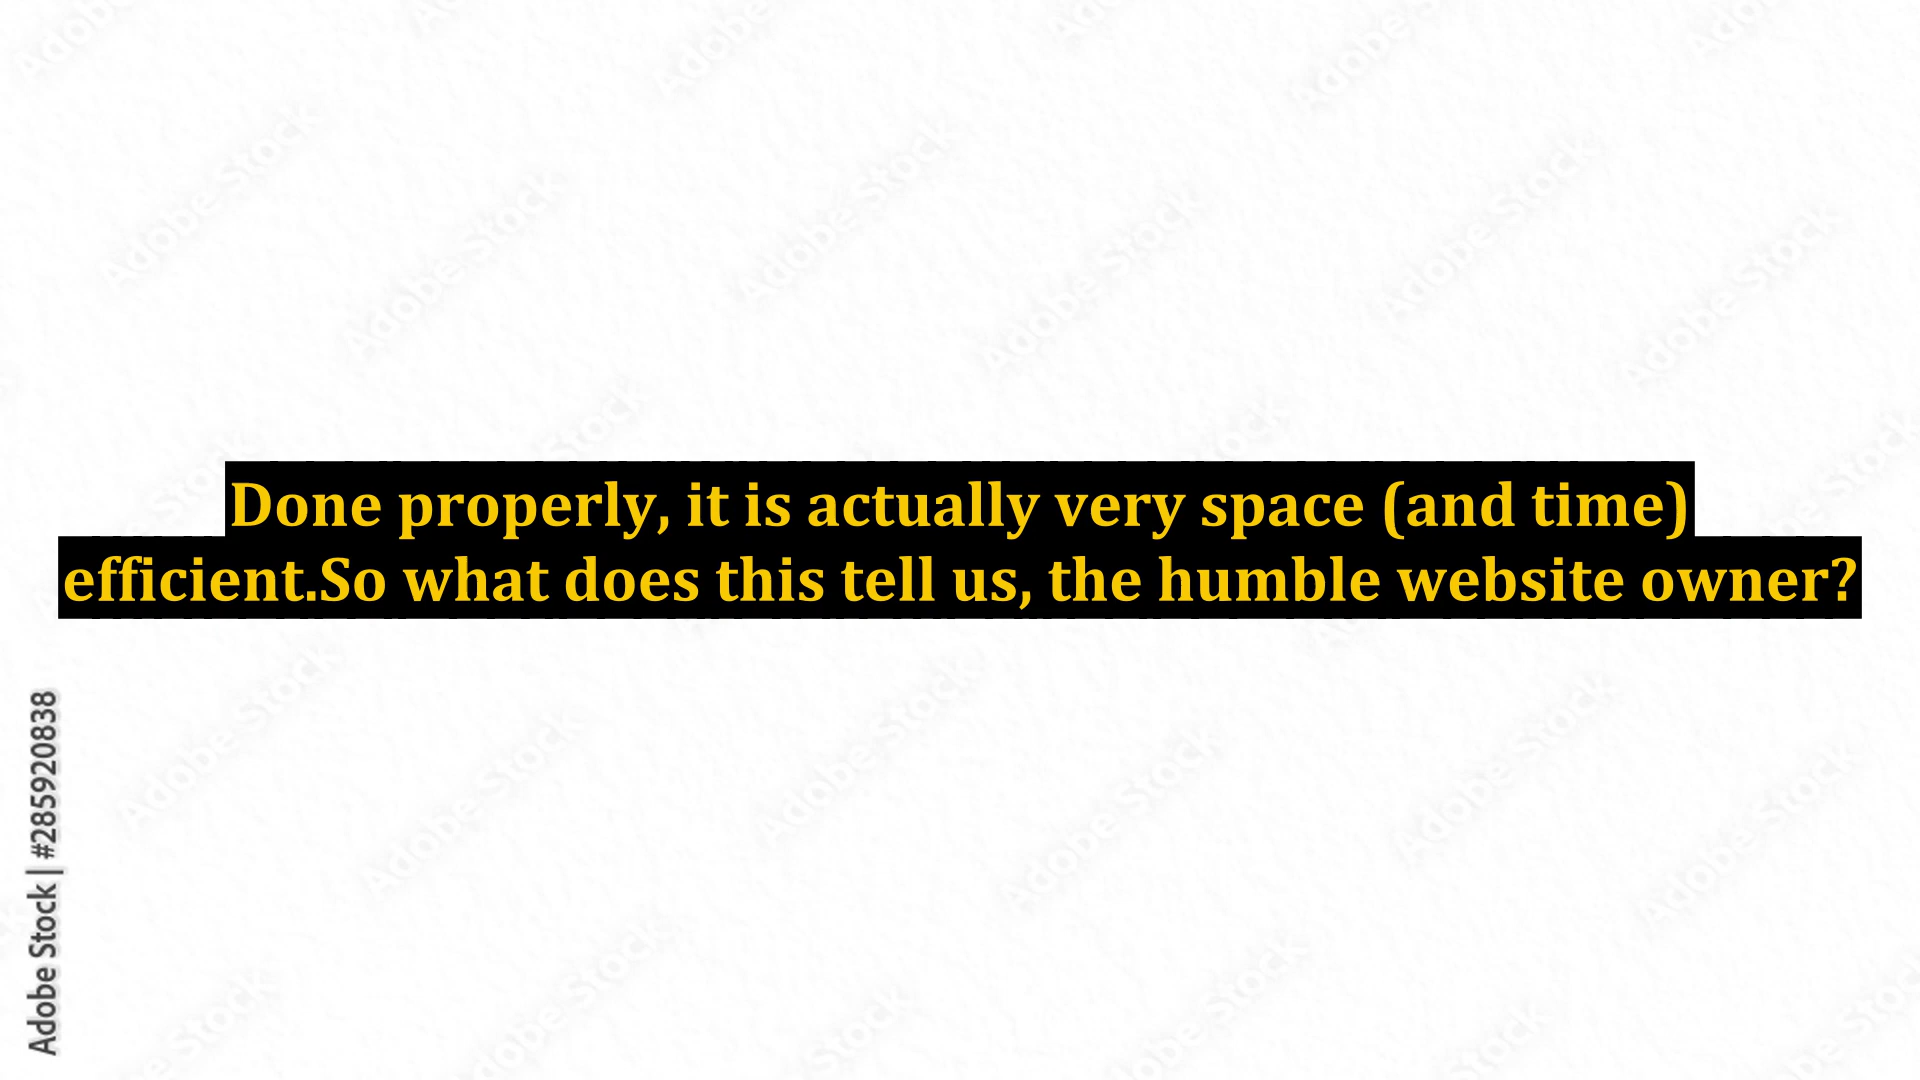 Done properly, it is actually very space (and time)
efficient.So what does this tell us, the humble website owner?
Adobe Stock | #285920838